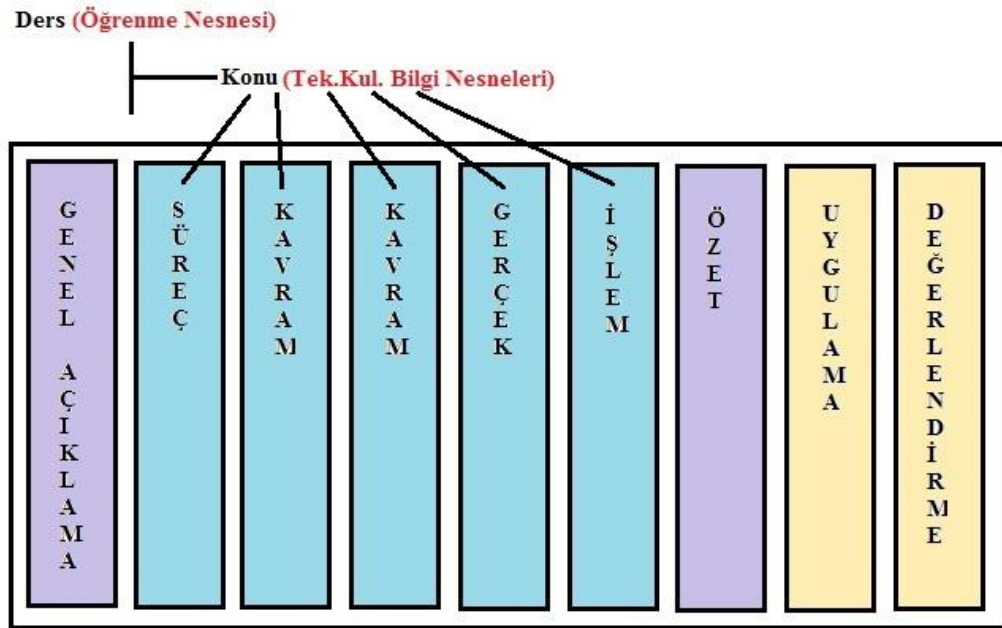 Ders (Öğrenme Nesnesi)
Konu (Tek.Kul. Bilgi Nesneleri)
GENEL AÇIKLAMA
SÜREÇ
KAVRAM
KAVRAM
GERÇEK
İŞLEM
ÖZET
UYGULAMA
DEĞERLENDİRME